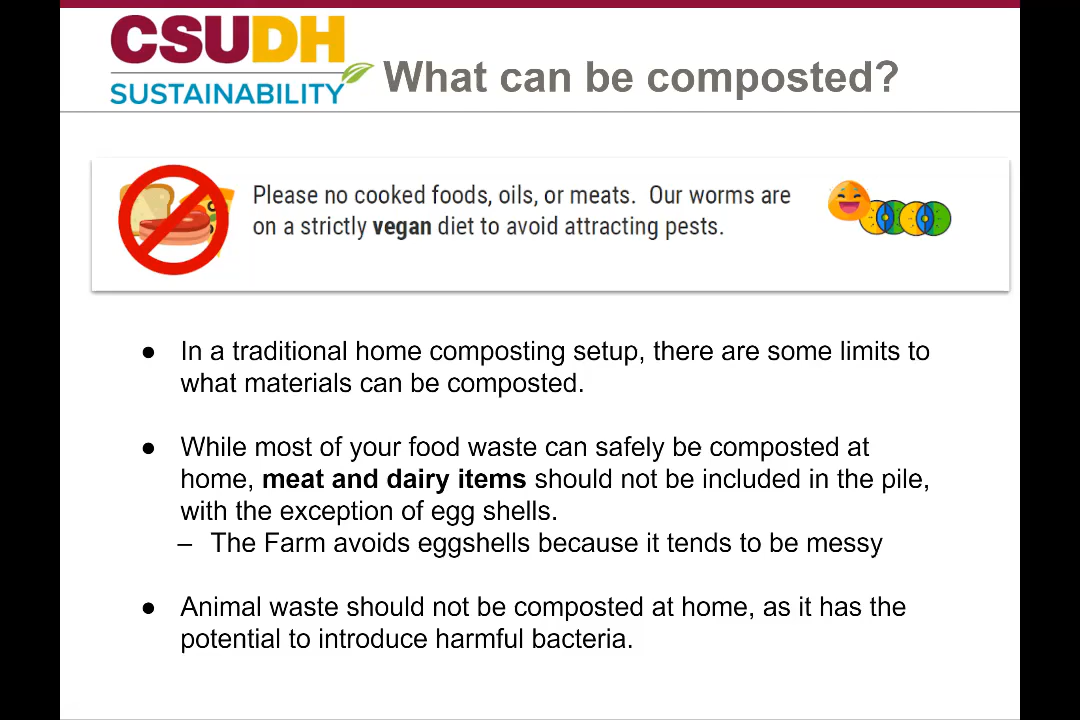 CSUDH
SUSTAINABILITY
What can be composted?
Please no cooked foods, oils, or meats. Our worms are
on a strictly vegan diet to avoid attracting pests.
● In a traditional home composting setup, there are some limits to
what materials can be composted.
● While most of your food waste can safely be composted at
home, meat and dairy items should not be included in the pile,
with the exception of egg shells.
– The Farm avoids eggshells because it tends to be messy
● Animal waste should not be composted at home, as it has the
potential to introduce harmful bacteria.